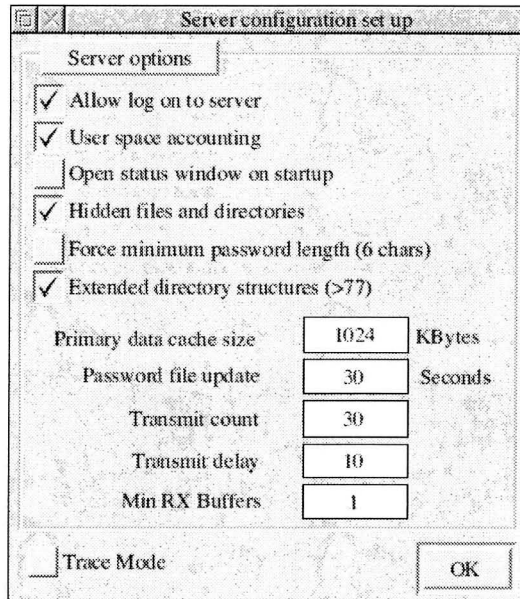 Server configuration set up
Server options
Allow log on to server
User space accounting
Open status window on startup
Hidden files and directories
Force minimum password length (6 chars)
Extended directory structures (>77)
Primary data cache size 1024 KBytes
Password file update 30 Seconds
Transmit count 30
Transmit delay 10
Min RX Buffers 1
Trace Mode OK